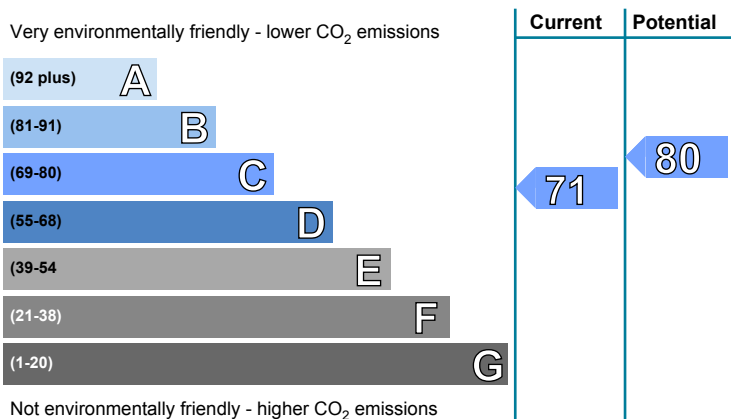 Very environmentally friendly - lower CO2 emissions
Current
Potential
(92 plus) A
(81-91) B
(69-80) C
(55-68) D
(39-54 E
(21-38) F
(1-20) G
71
80
Not environmentally friendly - higher CO2 emissions